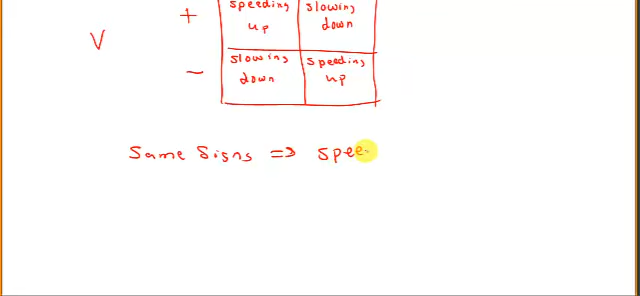 + speeding up slowing down
V
- slowing down speeding up
Same Signs => Spee